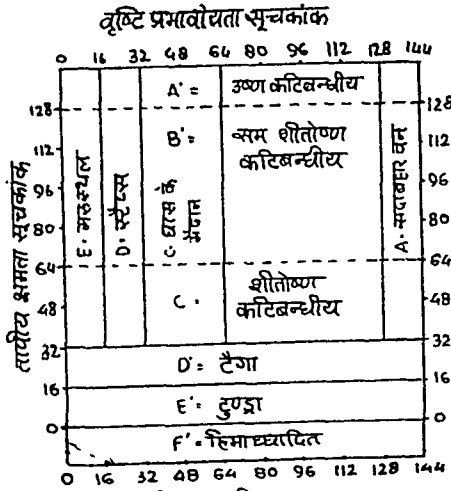 वृष्टि प्रभावोयता सूचकांक
0 16 32 48 64 80 96 112 128 144
तापीय क्षमता सूचकांक
128
112
96
80
64
48
32
16
0
A' = उष्ण कटिबन्धीय
B' = सम शीतोष्ण
कटिबन्धीय
E = मरुस्थल
D = स्टैप्स
C = घास के
मैदान
A = सदाबहार वन
C = शीतोष्ण
कटिबन्धीय
D' = टैगा
E' = टुण्ड्रा
F' = हिमाच्छादित
128
112
96
80
64
48
32
16
0
0 16 32 48 64 80 96 112 128 144